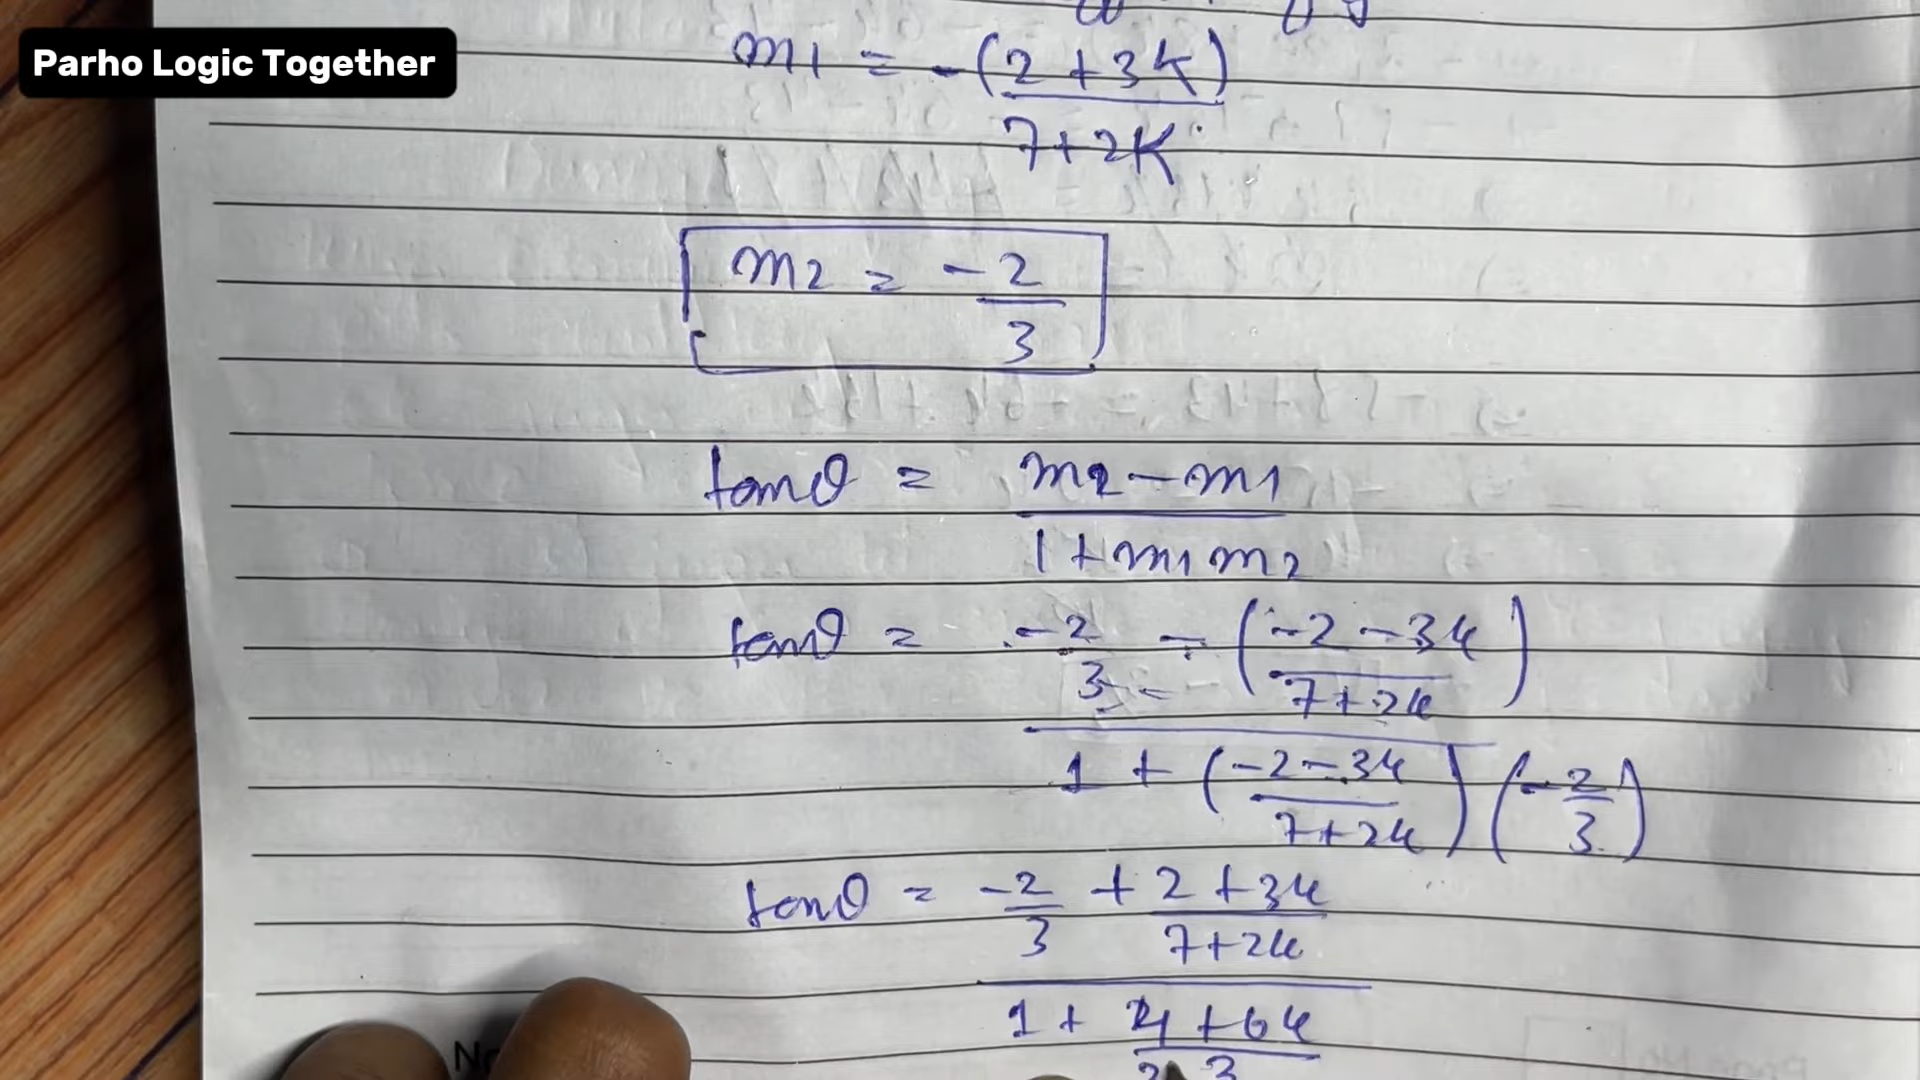 Parho Logic Together
m1 = -(2+3k)
7+2k
m2 = -2
3
tanθ = m2-m1
1+m1m2
tanθ = -2/3 - (-2-3k / 7+2k)
1 + (-2-3k / 7+2k) (-2/3)
tanθ = -2/3 + 2+3k / 7+2k
1 + 4+6k